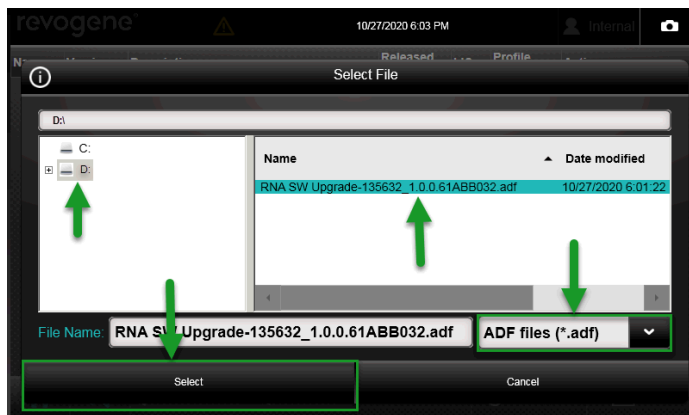 revogene
10/27/2020 6:03 PM
Internal
Released
Profile
Select File
D:\
C:
D:
Name
Date modified
RNA SW Upgrade-135632_1.0.0.61ABB032.adf
10/27/2020 6:01:22
File Name:
RNA SW Upgrade-135632_1.0.0.61ABB032.adf
ADF files (*.adf)
Select
Cancel